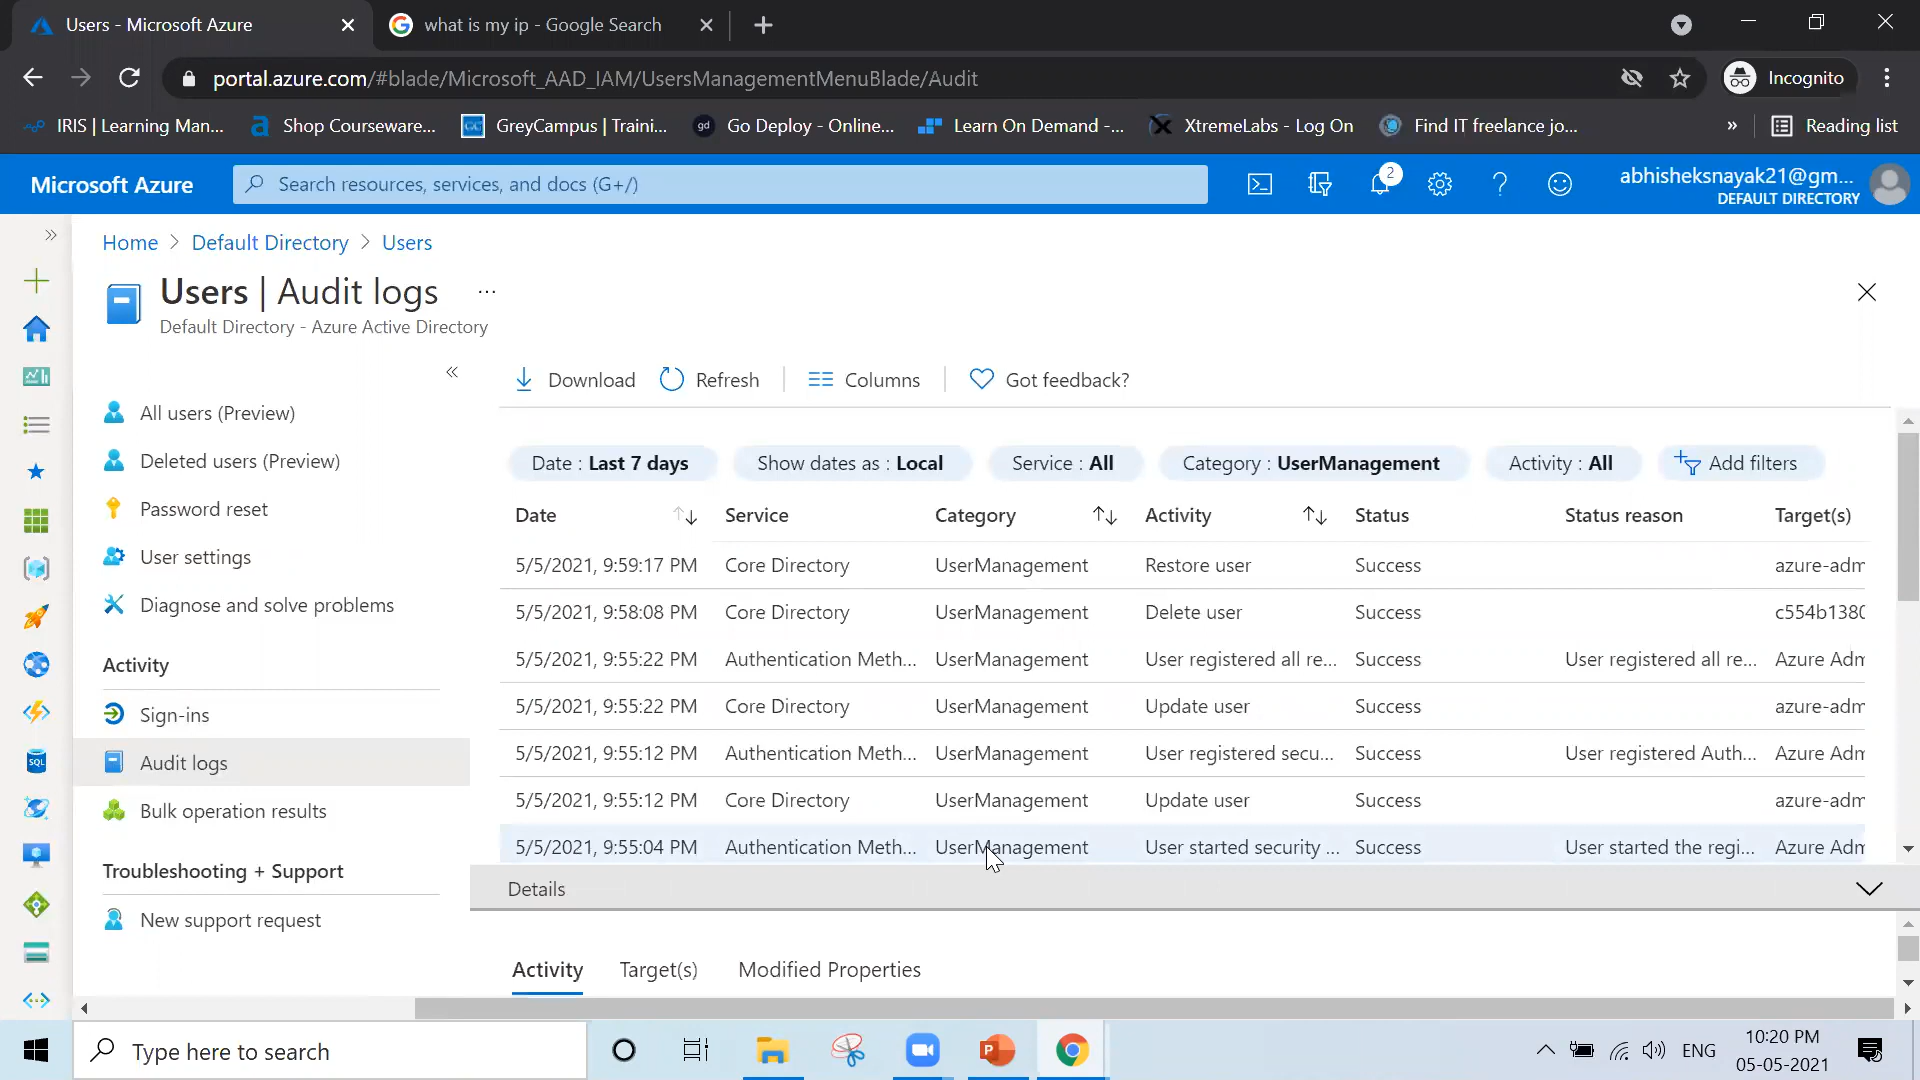 Users - Microsoft Azure
what is my ip - Google Search
portal.azure.com/#blade/Microsoft_AAD_IAM/UsersManagementMenuBlade/Audit
Incognito
IRIS | Learning Man...
Shop Courseware...
GC
GreyCampus | Traini...
gd
Go Deploy - Online...
Learn On Demand -...
XtremeLabs - Log On
Find IT freelance jo...
»
Reading list
Microsoft Azure
Search resources, services, and docs (G+/)
2
abhisheksnayak21@gm...
DEFAULT DIRECTORY
Home > Default Directory > Users
Users | Audit logs ...
Default Directory - Azure Active Directory
All users (Preview)
Deleted users (Preview)
Password reset
User settings
Diagnose and solve problems
Activity
Sign-ins
Audit logs
Bulk operation results
Troubleshooting + Support
New support request
SQL
Download
Refresh
Columns
Got feedback?
Date : Last 7 days
Show dates as : Local
Service : All
Category : UserManagement
Activity : All
Add filters
Date Service Category Activity Status Status reason Target(s)
5/5/2021, 9:59:17 PM Core Directory UserManagement Restore user Success azure-adm
5/5/2021, 9:58:08 PM Core Directory UserManagement Delete user Success c554b1380
5/5/2021, 9:55:22 PM Authentication Meth... UserManagement User registered all re... Success User registered all re... Azure Adm
5/5/2021, 9:55:22 PM Core Directory UserManagement Update user Success azure-adm
5/5/2021, 9:55:12 PM Authentication Meth... UserManagement User registered secu... Success User registered Auth... Azure Adm
5/5/2021, 9:55:12 PM Core Directory UserManagement Update user Success azure-adm
5/5/2021, 9:55:04 PM Authentication Meth... UserManagement User started security ... Success User started the regi... Azure Adm
Details
Activity Target(s) Modified Properties
Type here to search
ENG
10:20 PM
05-05-2021